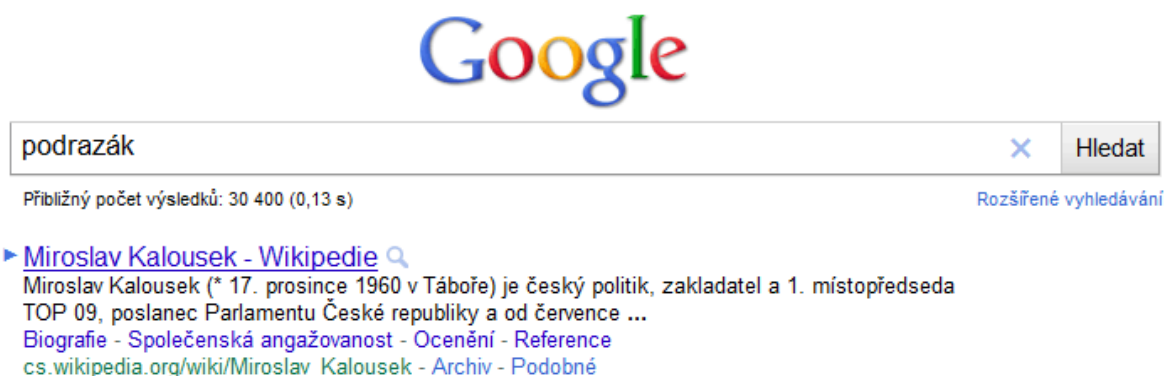 Google
podrazák
Hledat
Přibližný počet výsledků: 30 400 (0,13 s)
Rozšířené vyhledávání
Miroslav Kalousek - Wikipedie
Miroslav Kalousek (* 17. prosince 1960 v Táboře) je český politik, zakladatel a 1. místopředseda
TOP 09, poslanec Parlamentu České republiky a od července ...
Biografie - Společenská angažovanost - Ocenění - Reference
cs.wikipedia.org/wiki/Miroslav_Kalousek - Archiv - Podobné